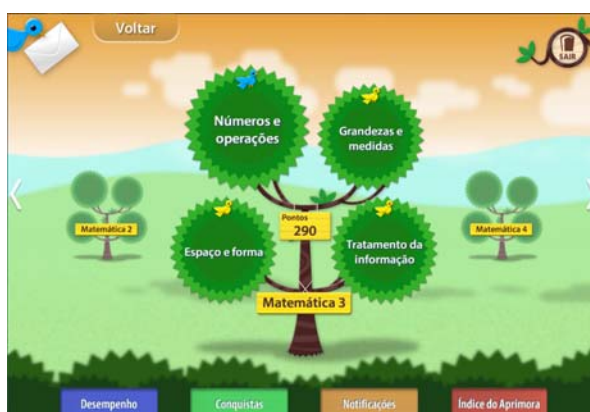 Voltar
SAIR
Números e
operações
Grandezas e
medidas
Pontos
290
Matemática 2
Matemática 4
Espaço e forma
Tratamento da
informação
Matemática 3
Desempenho
Conquistas
Notificações
Índice do Aprimora